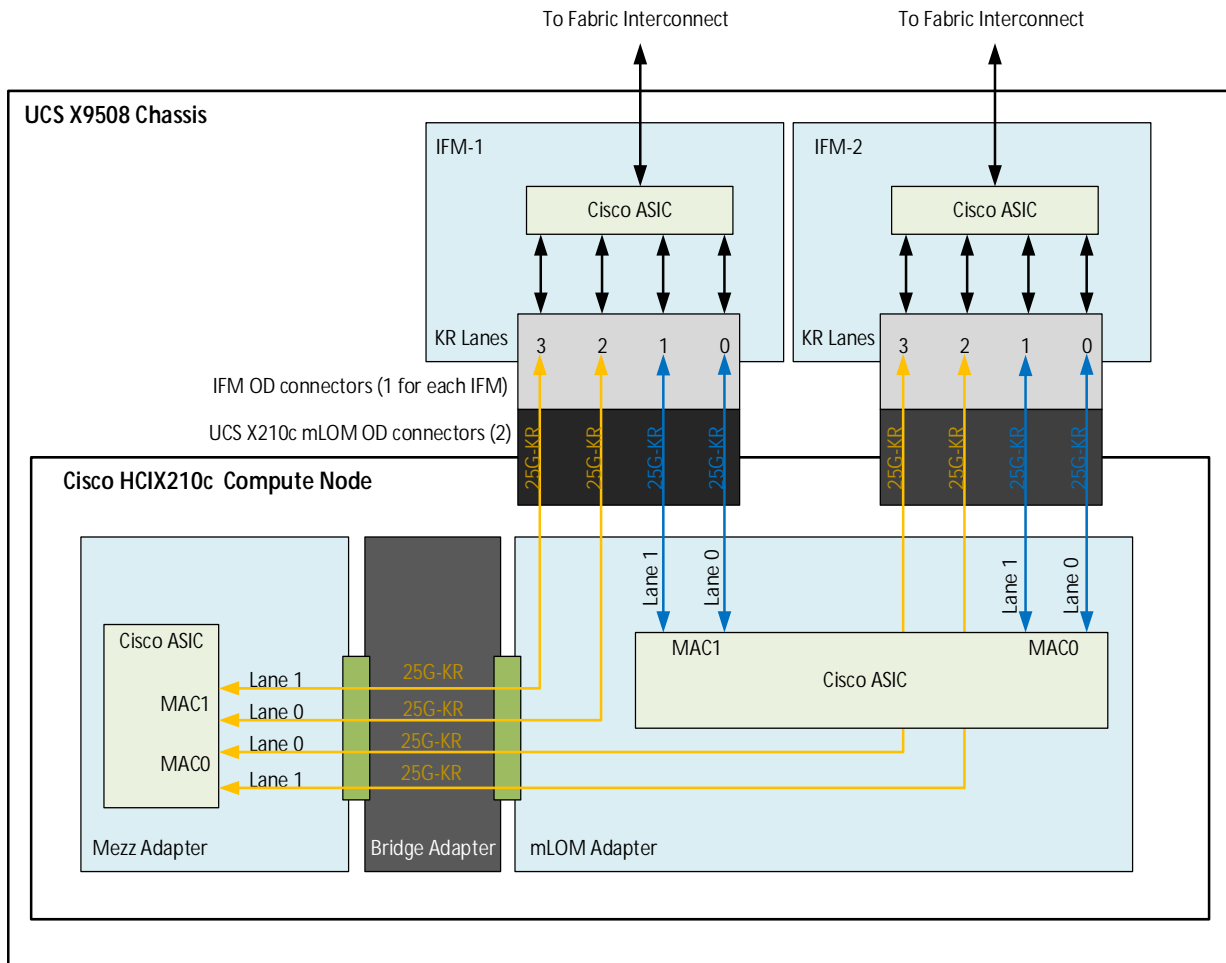 To Fabric Interconnect
To Fabric Interconnect
UCS X9508 Chassis
IFM-1
IFM-2
Cisco ASIC
Cisco ASIC
KR Lanes
3
2
1
0
KR Lanes
3
2
1
0
IFM OD connectors (1 for each IFM)
UCS X210c mLOM OD connectors (2)
25G-KR
25G-KR
25G-KR
25G-KR
25G-KR
25G-KR
25G-KR
25G-KR
Cisco HCIX210c Compute Node
Lane 1
Lane 0
Lane 1
Lane 0
Cisco ASIC
MAC1
MAC0
Cisco ASIC
MAC1
MAC0
Lane 1
Lane 0
Lane 0
Lane 1
25G-KR
25G-KR
25G-KR
25G-KR
Mezz Adapter
Bridge Adapter
mLOM Adapter